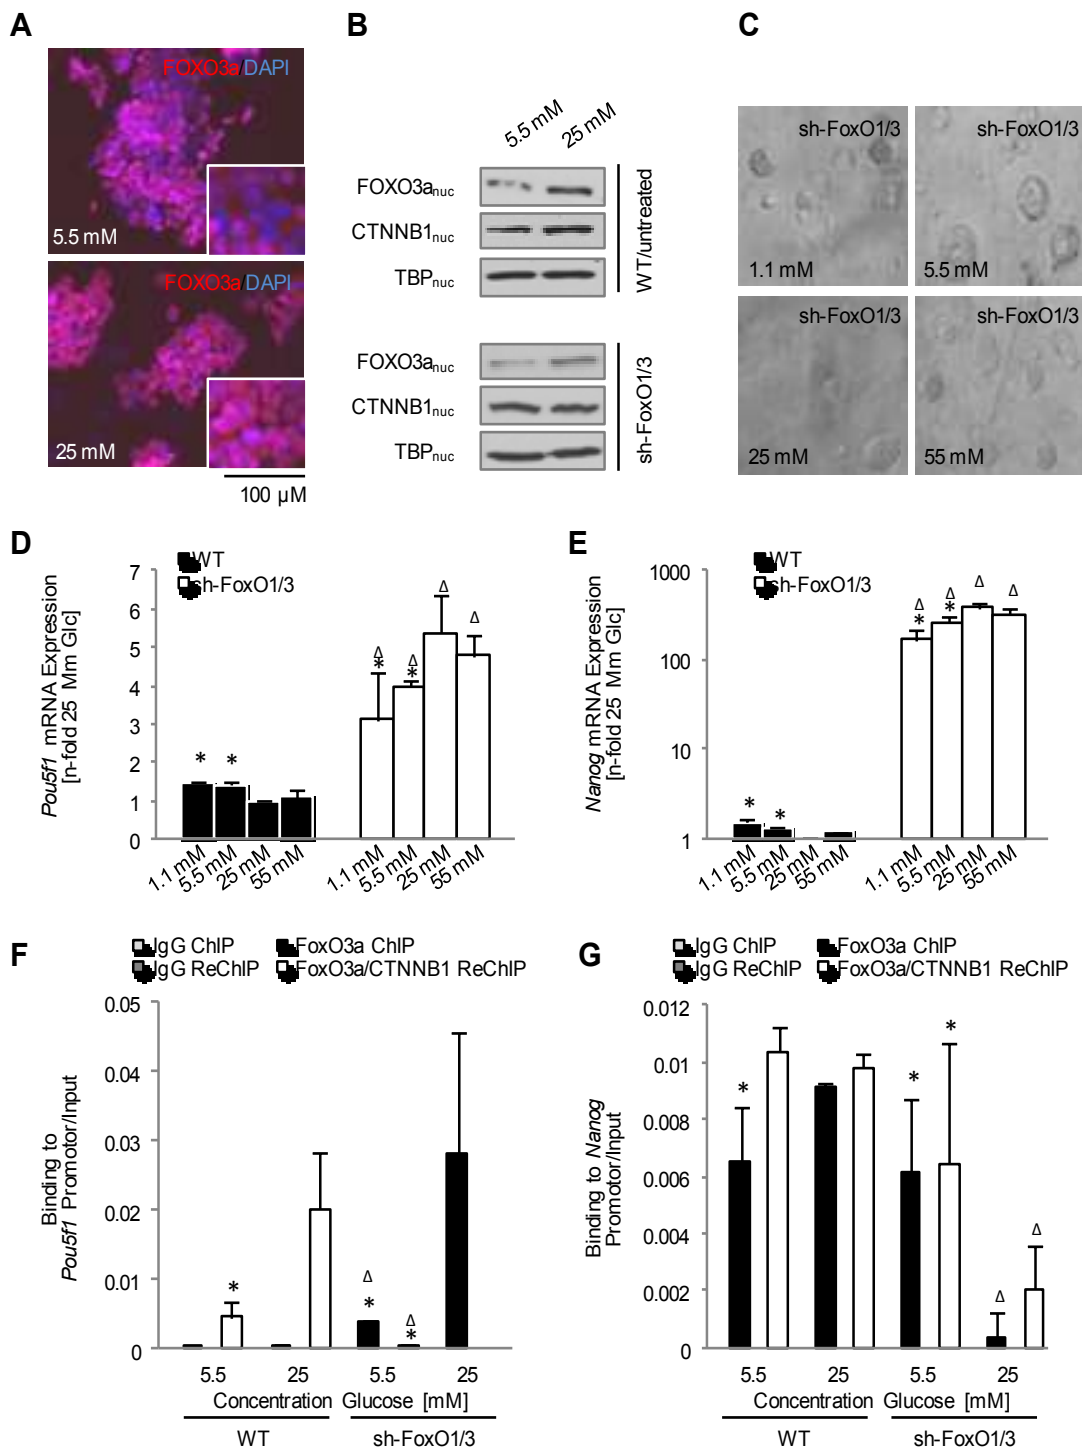 A
B
C
FOXO3a/DAPI
5.5 mM
FOXO3a/DAPI
25 mM
100 µM
5.5 mM
25 mM
FOXO3anuc
CTNNB1nuc
TBPnuc
WT/untreated
FOXO3anuc
CTNNB1nuc
TBPnuc
sh-FoxO1/3
sh-FoxO1/3
1.1 mM
sh-FoxO1/3
5.5 mM
sh-FoxO1/3
25 mM
sh-FoxO1/3
55 mM
D
WT
sh-FoxO1/3
Pou5f1 mRNA Expression
[n-fold 25 Mm Glc]
7
6
5
4
3
2
1
0
* * Δ * Δ * Δ Δ
1.1 mM 5.5 mM 25 mM 55 mM 1.1 mM 5.5 mM 25 mM 55 mM
E
WT
sh-FoxO1/3
Nanog mRNA Expression
[n-fold 25 Mm Glc]
1000
100
10
1
* * Δ * Δ * Δ Δ
1.1 mM 5.5 mM 25 mM 55 mM 1.1 mM 5.5 mM 25 mM 55 mM
F
IgG ChIP FoxO3a ChIP
IgG ReChIP FoxO3a/CTNNB1 ReChIP
Binding to
Pou5f1 Promotor/Input
0.05
0.04
0.03
0.02
0.01
0
* Δ * Δ *
5.5 25 5.5 25
Concentration Glucose [mM]
WT sh-FoxO1/3
G
IgG ChIP FoxO3a ChIP
IgG ReChIP FoxO3a/CTNNB1 ReChIP
Binding to Nanog
Promotor/Input
0.012
0.01
0.008
0.006
0.004
0.002
0
* * * Δ Δ
5.5 25 5.5 25
Concentration Glucose [mM]
WT sh-FoxO1/3